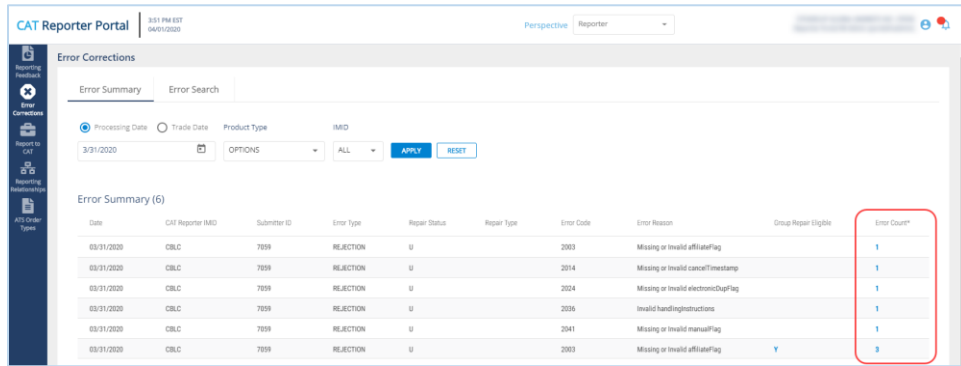 CAT Reporter Portal
3:51 PM EST
04/01/2020
Perspective Reporter
Reporting
Feedback
Error
Corrections
Report to
CAT
Reporting
Relationships
ATS Order
Types
Error Corrections
Error Summary Error Search
Processing Date Trade Date Product Type IMID
3/31/2020 OPTIONS ALL APPLY RESET
Error Summary (6)
Date CAT Reporter IMID Submitter ID Error Type Repair Status Repair Type Error Code Error Reason Group Repair Eligible Error Count*
03/31/2020 CBLC 7059 REJECTION U 2003 Missing or Invalid affiliateFlag 1
03/31/2020 CBLC 7059 REJECTION U 2014 Missing or Invalid cancelTimestamp 1
03/31/2020 CBLC 7059 REJECTION U 2024 Missing or Invalid electronicDupFlag 1
03/31/2020 CBLC 7059 REJECTION U 2036 Invalid handlingInstructions 1
03/31/2020 CBLC 7059 REJECTION U 2041 Missing or Invalid manualFlag 1
03/31/2020 CBLC 7059 REJECTION U 2003 Missing or Invalid affiliateFlag Y 3